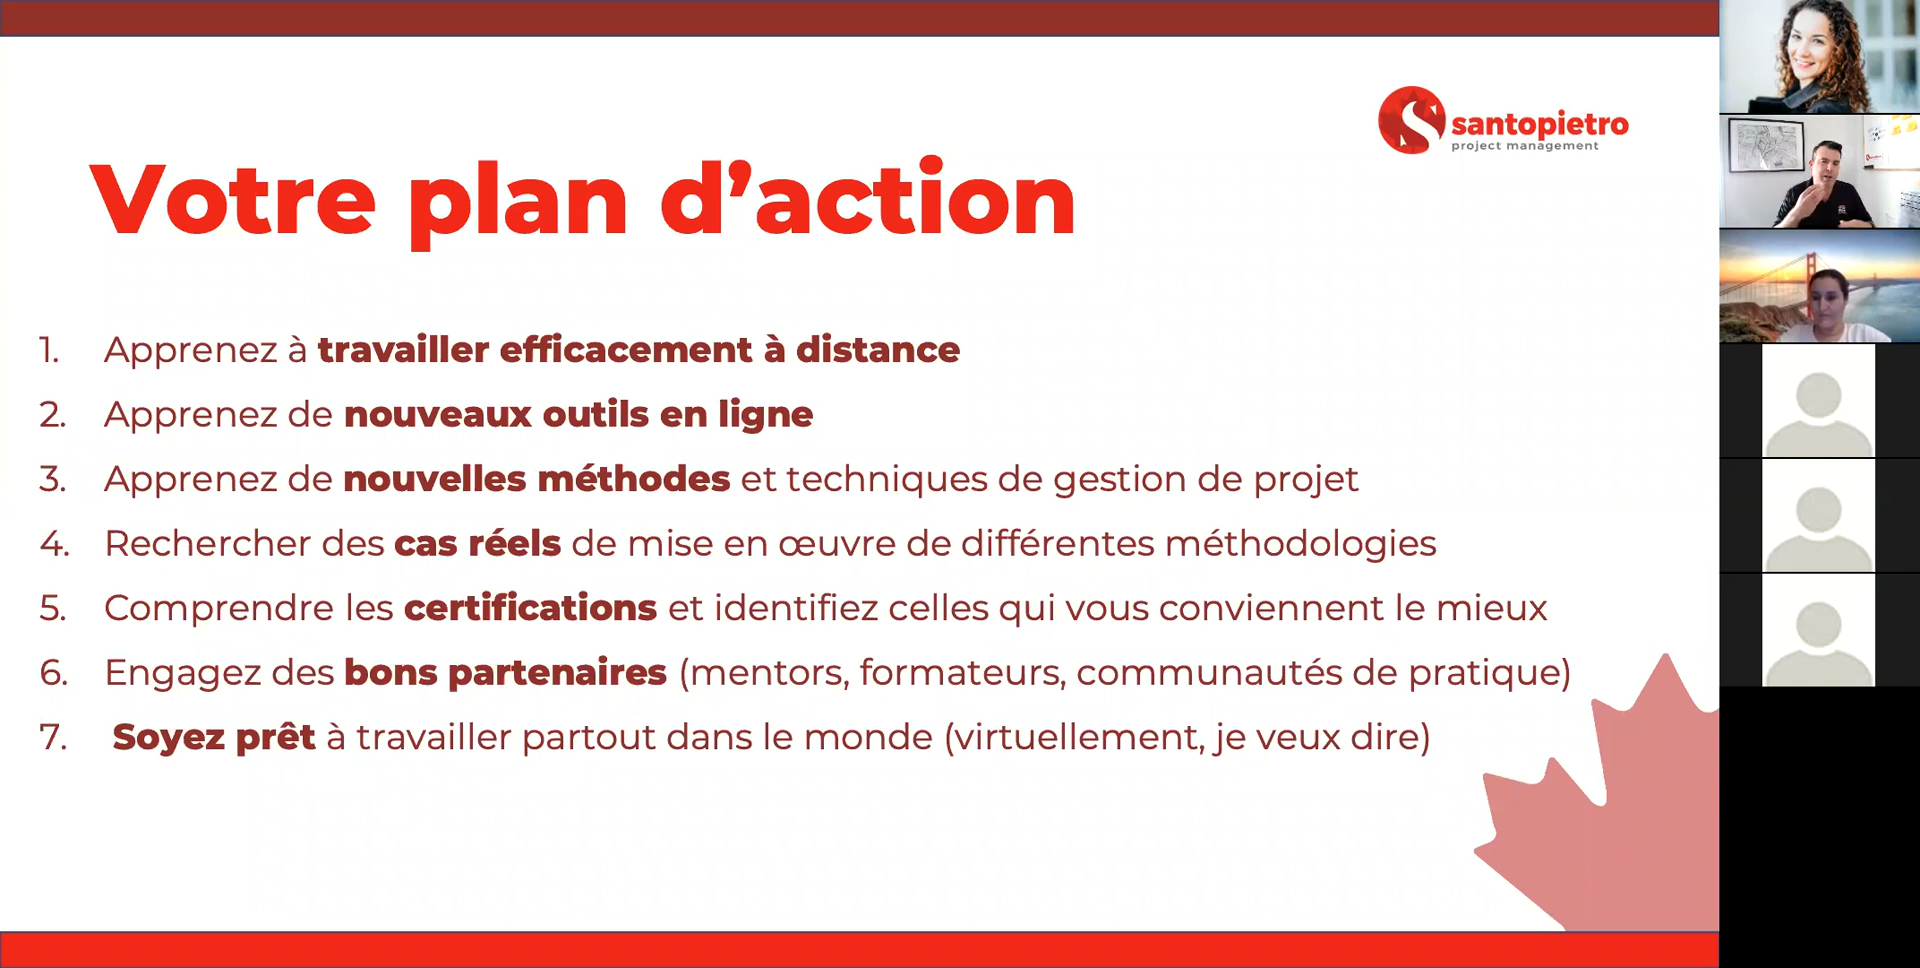 santopietro
project management
Votre plan d’action
1. Apprenez à travailler efficacement à distance
2. Apprenez de nouveaux outils en ligne
3. Apprenez de nouvelles méthodes et techniques de gestion de projet
4. Rechercher des cas réels de mise en œuvre de différentes méthodologies
5. Comprendre les certifications et identifiez celles qui vous conviennent le mieux
6. Engagez des bons partenaires (mentors, formateurs, communautés de pratique)
7. Soyez prêt à travailler partout dans le monde (virtuellement, je veux dire)